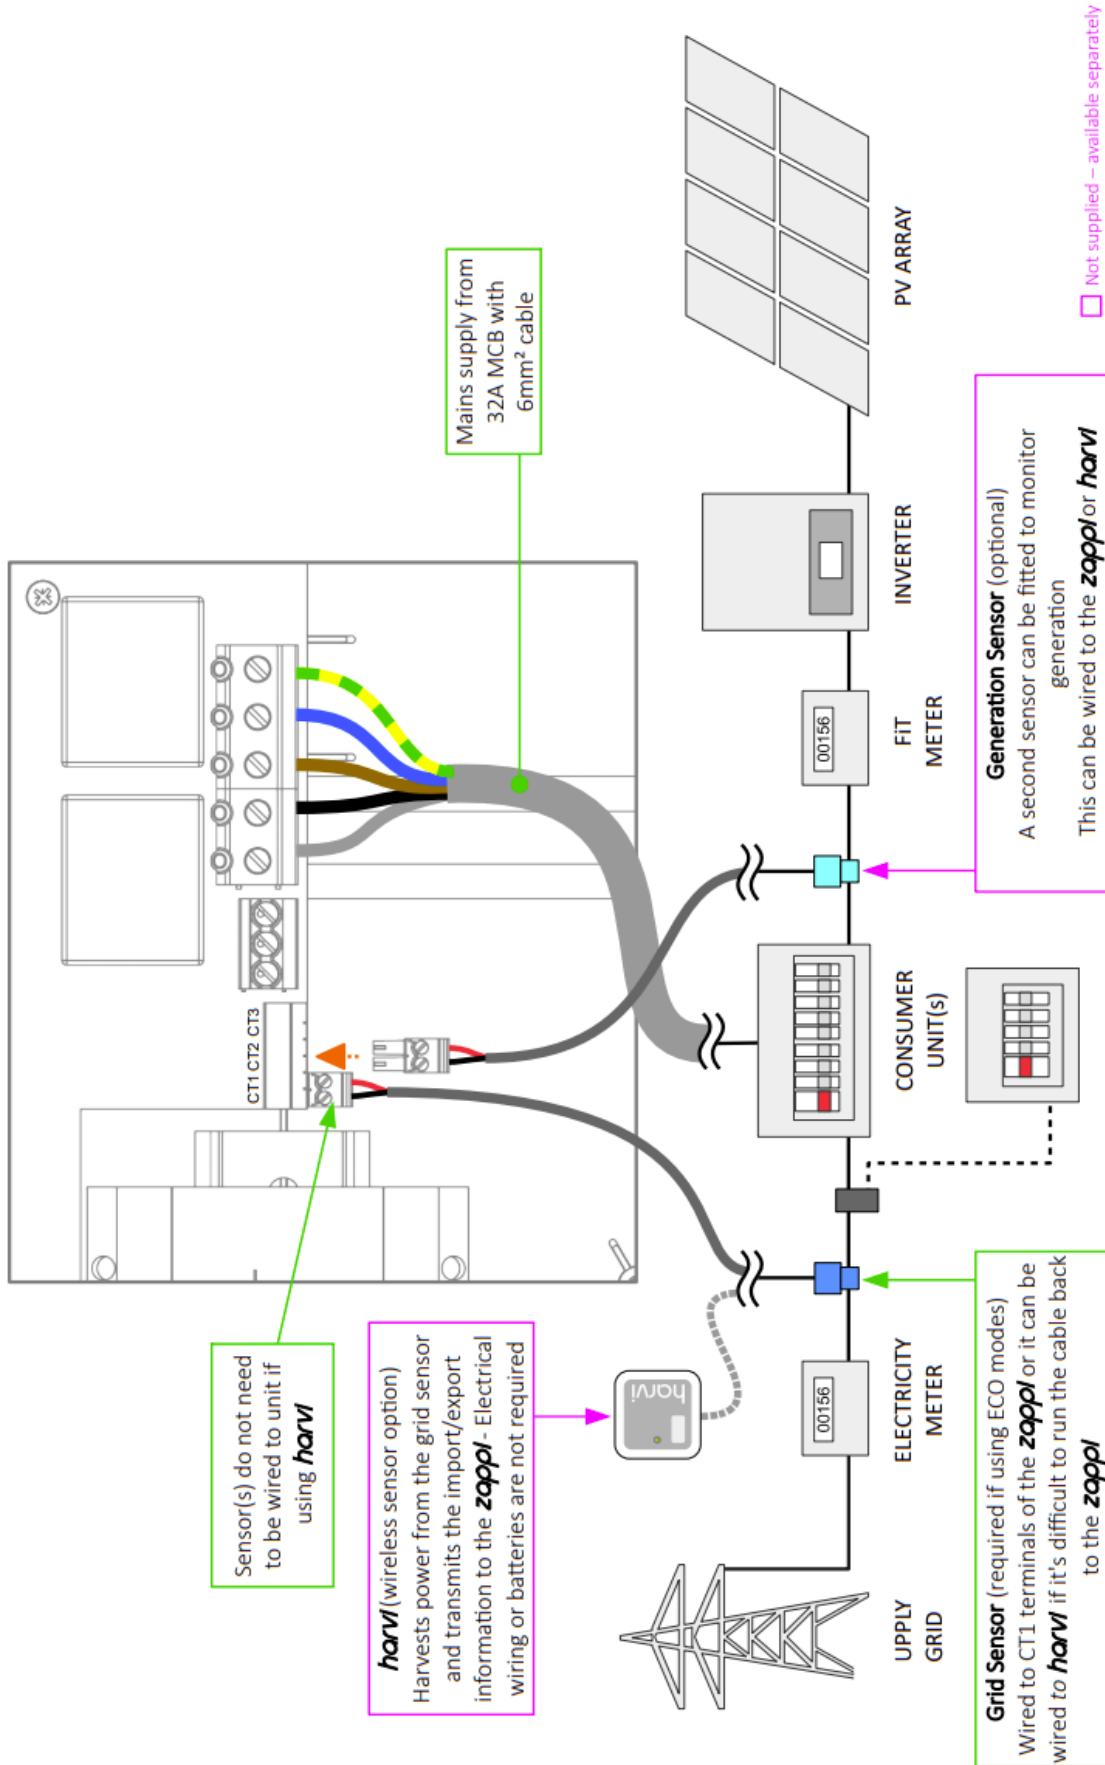 Sensor(s) do not need
to be wired to unit if
using harvi
harvi (wireless sensor option)
Harvests power from the grid sensor
and transmits the import/export
information to the zappi - Electrical
wiring or batteries are not required
CT1 CT2 CT3
Mains supply from
32A MCB with
6mm² cable
harvi
00156
00156
UPPLY
GRID
ELECTRICITY
METER
CONSUMER
UNIT(s)
FiT
METER
INVERTER
PV ARRAY
Grid Sensor (required if using ECO modes)
Wired to CT1 terminals of the zappi or it can be
wired to harvi if it's difficult to run the cable back
to the zappi
Generation Sensor (optional)
A second sensor can be fitted to monitor
generation
This can be wired to the zappi or harvi
Not supplied – available separately